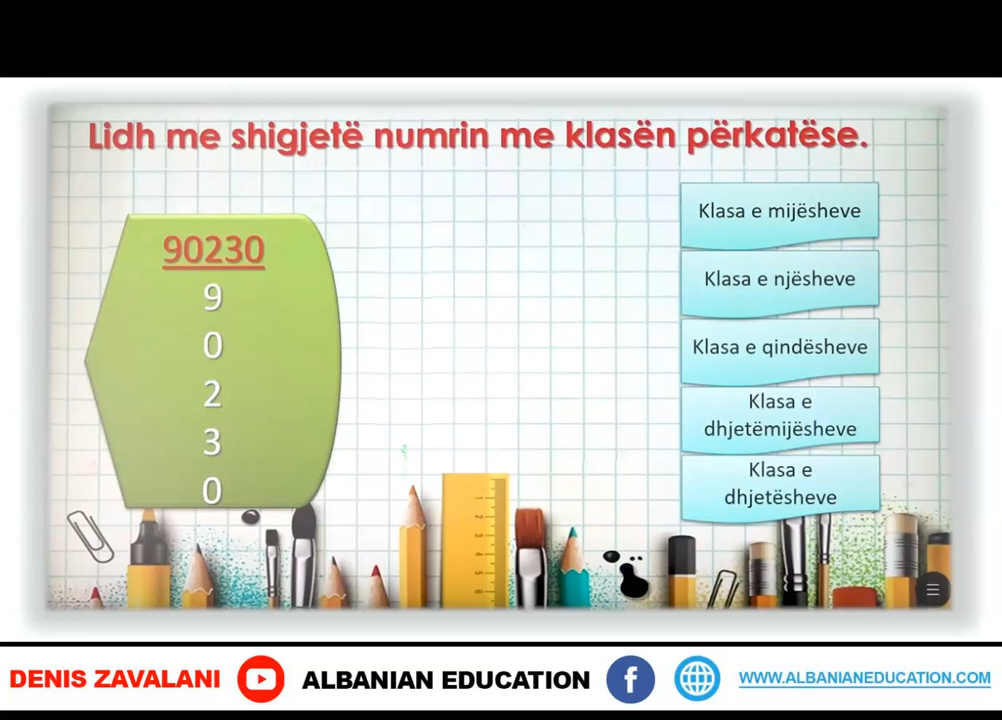 Lidh me shigjetë numrin me klasën përkatëse.
90230
9
0
2
3
0
Klasa e mijësheve
Klasa e njësheve
Klasa e qindësheve
Klasa e
dhjetëmijësheve
Klasa e
dhjetësheve
DENIS ZAVALANI
ALBANIAN EDUCATION
f
WWW.ALBANIANEDUCATION.COM